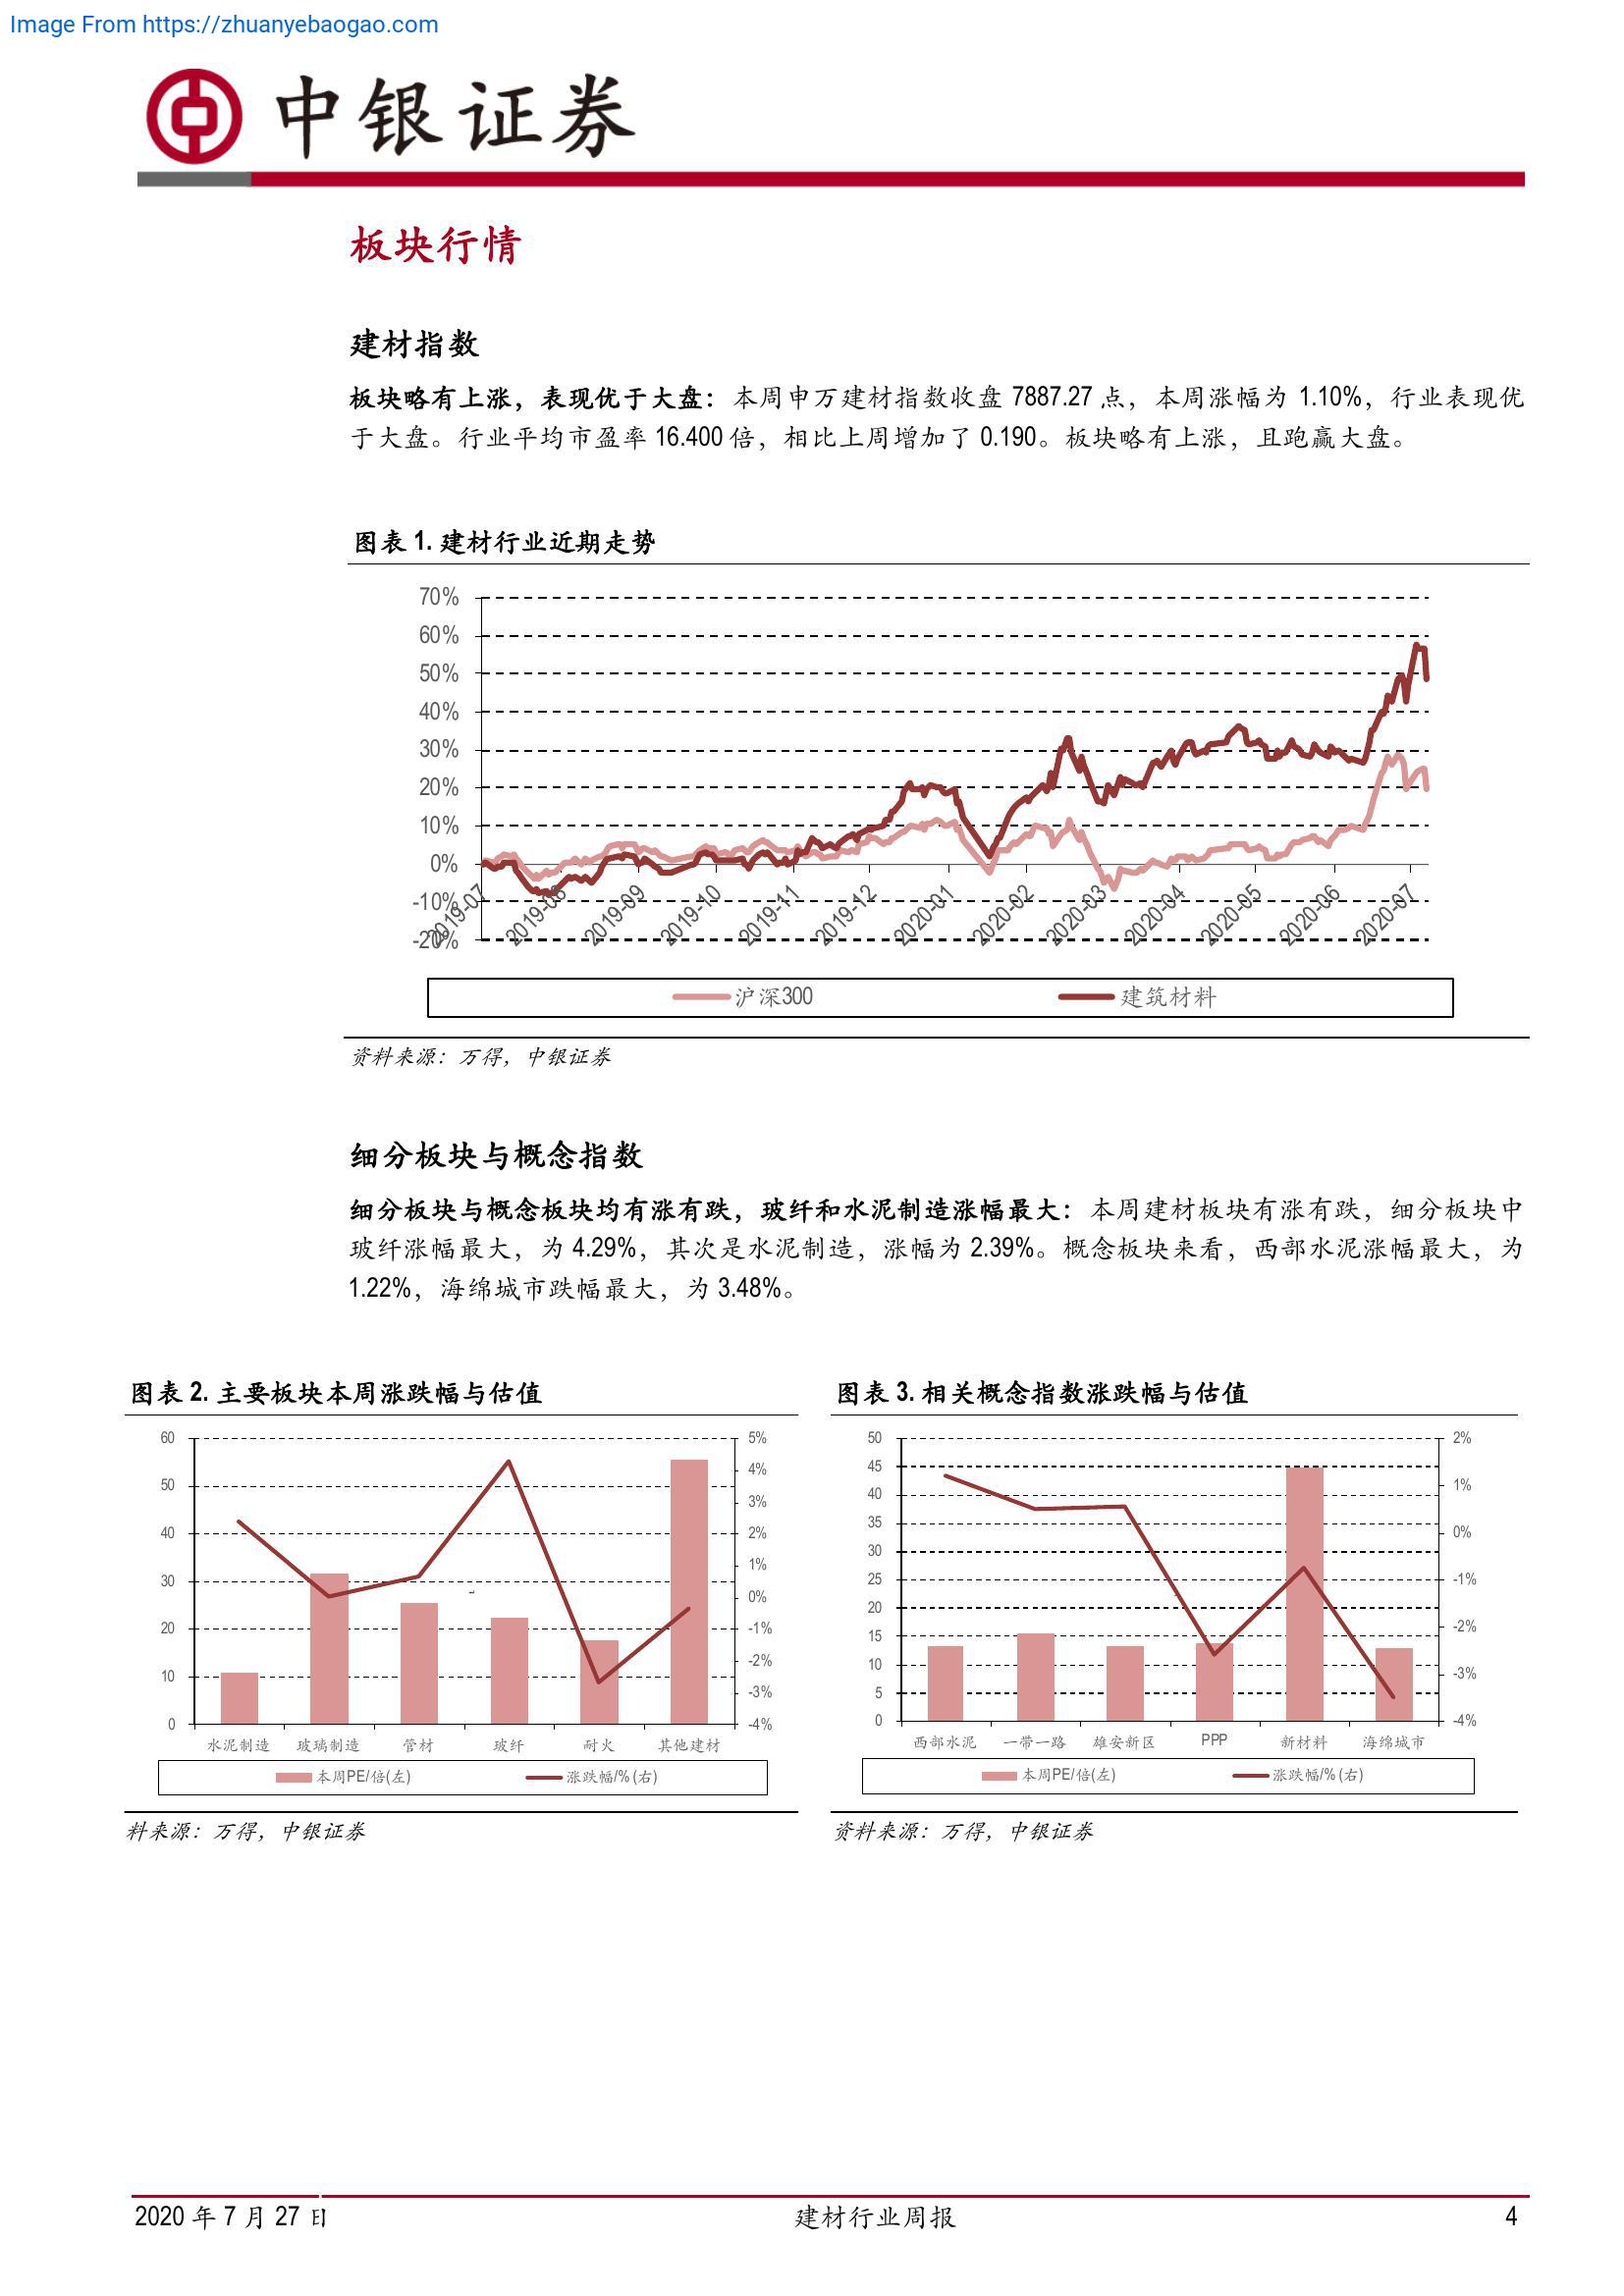 Image From https://zhuanyebaogao.com
中银证券
板块行情
建材指数
板块略有上涨，表现优于大盘：本周申万建材指数收盘 7887.27 点，本周涨幅为 1.10%，行业表现优
于大盘。行业平均市盈率 16.400 倍，相比上周增加了 0.190。板块略有上涨，且跑赢大盘。
图表 1. 建材行业近期走势
70%
60%
50%
40%
30%
20%
10%
0%
-10%
-20%
2019-07 2019-08 2019-09 2019-10 2019-11 2019-12 2020-01 2020-02 2020-03 2020-04 2020-05 2020-06 2020-07
沪深300 建筑材料
资料来源：万得，中银证券
细分板块与概念指数
细分板块与概念板块均有涨有跌，玻纤和水泥制造涨幅最大：本周建材板块有涨有跌，细分板块中
玻纤涨幅最大，为 4.29%，其次是水泥制造，涨幅为 2.39%。概念板块来看，西部水泥涨幅最大，为
1.22%，海绵城市跌幅最大，为 3.48%。
图表 2. 主要板块本周涨跌幅与估值
60
50
40
30
20
10
0
5%
4%
3%
2%
1%
0%
-1%
-2%
-3%
-4%
水泥制造 玻璃制造 管材 玻纤 耐火 其他建材
本周PE/倍(左) 涨跌幅/%(右)
料来源：万得，中银证券
图表 3. 相关概念指数涨跌幅与估值
50
45
40
35
30
25
20
15
10
5
0
2%
1%
0%
-1%
-2%
-3%
-4%
西部水泥 一带一路 雄安新区 PPP 新材料 海绵城市
本周PE/倍(左) 涨跌幅/%(右)
资料来源：万得，中银证券
2020 年 7 月 27 日 建材行业周报 4